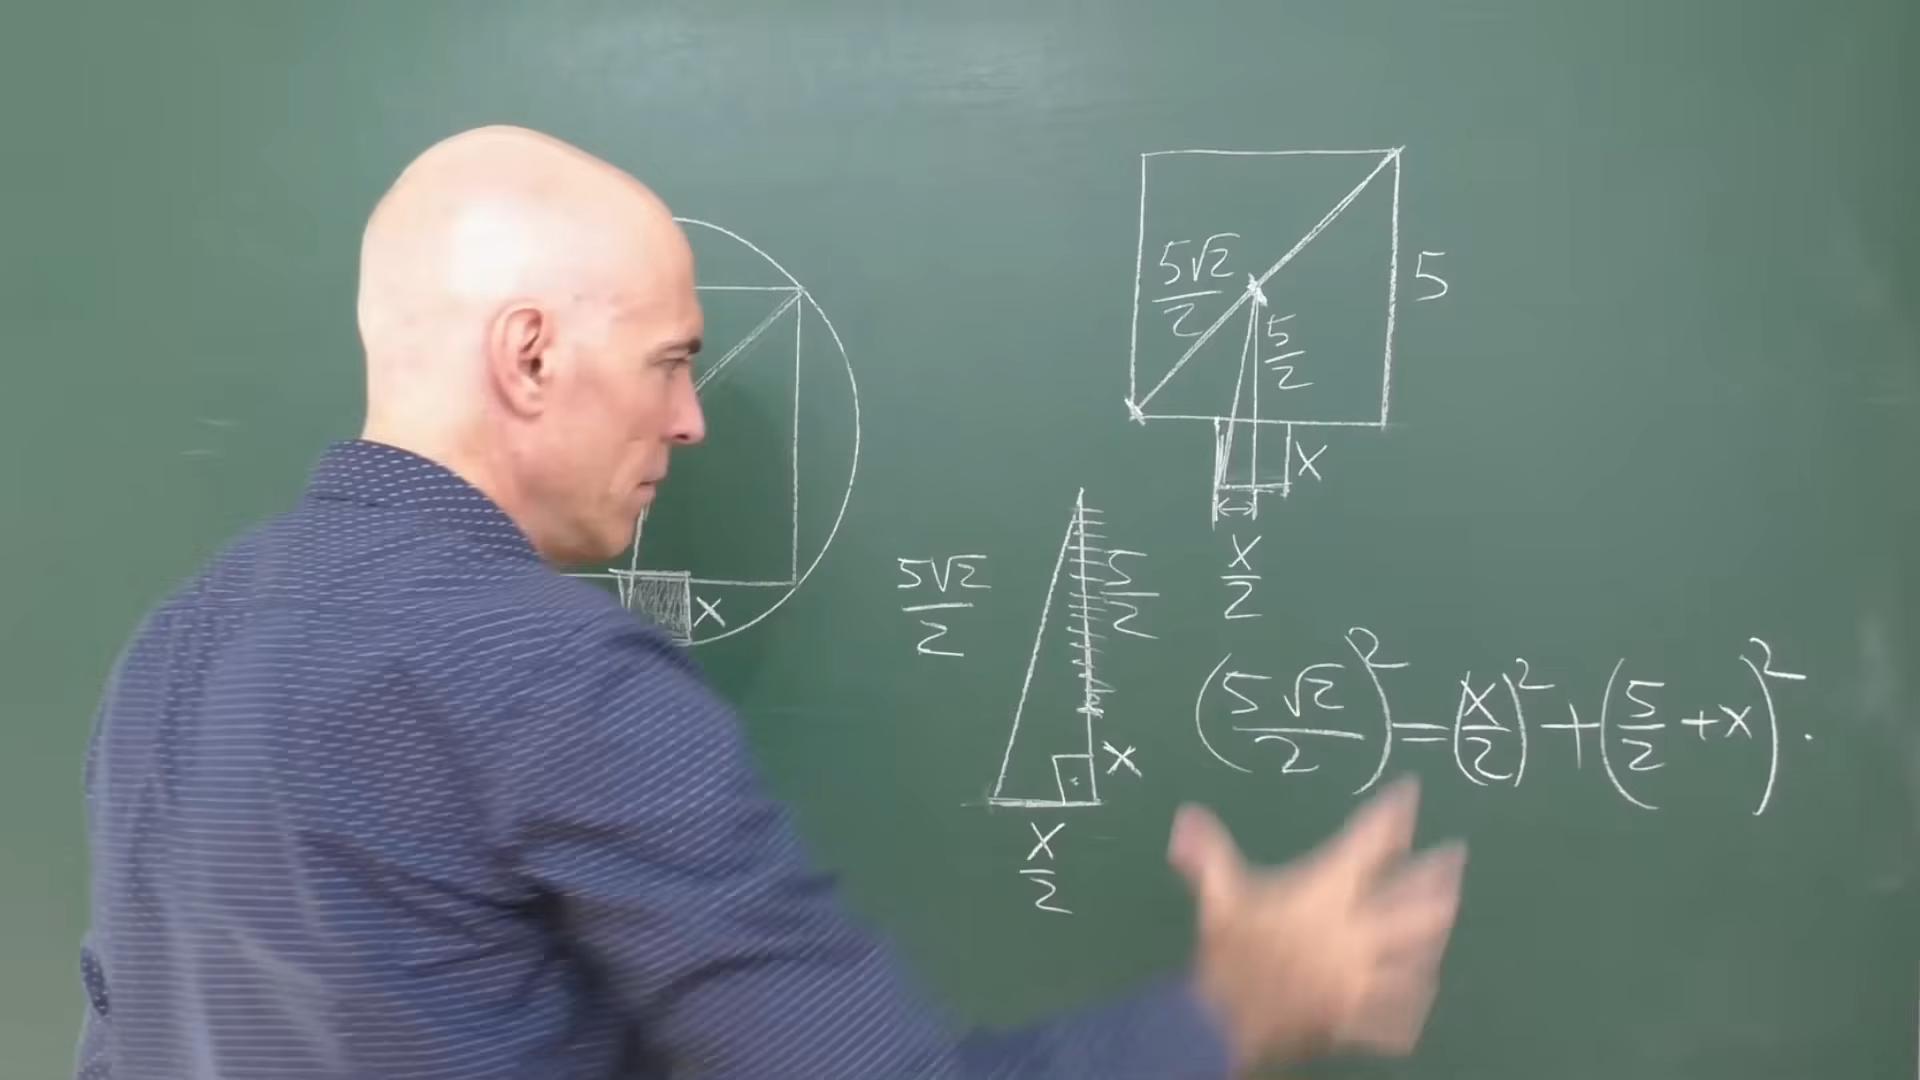 5√2/2
5
5/2
x
x/2
x
5√2/2
5/2
x
x/2
(5√2/2)² = (x/2)² + (5/2 + x)².